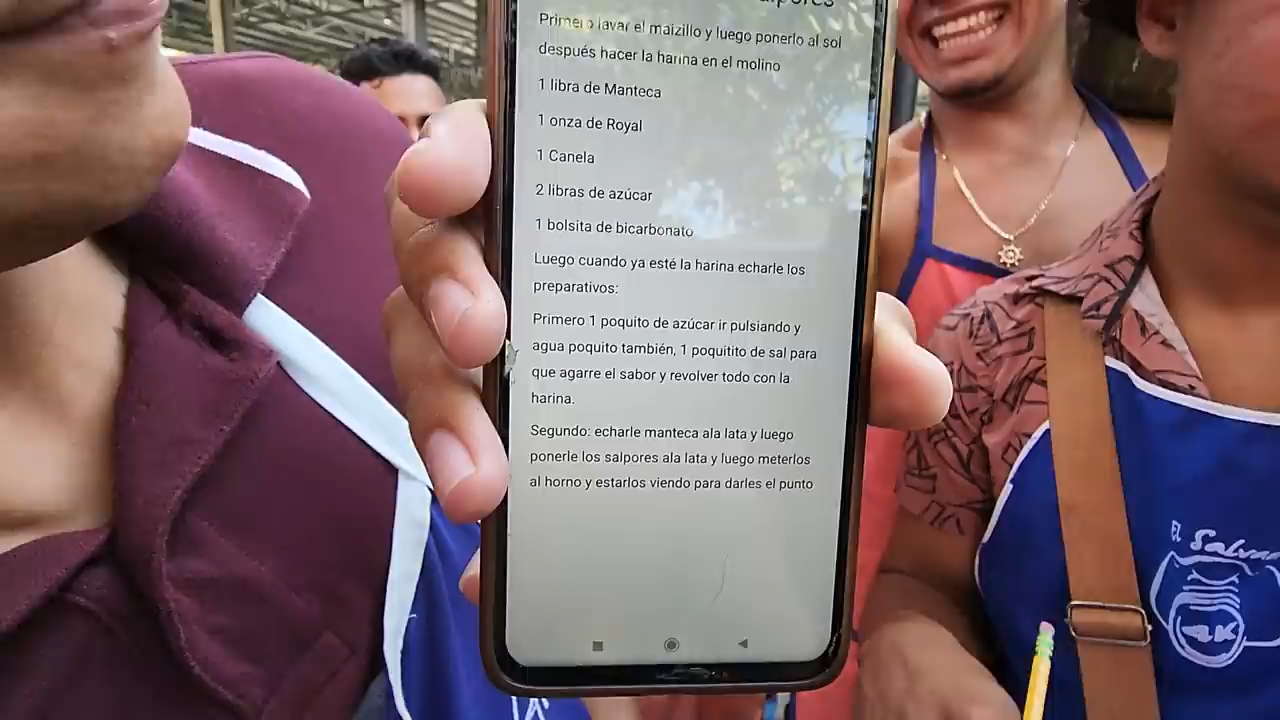 Primero lavar el maizillo y luego ponerlo al sol
después hacer la harina en el molino
1 libra de Manteca
1 onza de Royal
1 Canela
2 libras de azúcar
1 bolsita de bicarbonato
Luego cuando ya esté la harina echarle los
preparativos:
Primero 1 poquito de azúcar ir pulsiando y
agua poquito también, 1 poquitito de sal para
que agarre el sabor y revolver todo con la
harina.
Segundo: echarle manteca ala lata y luego
ponerle los salpores ala lata y luego meterlos
al horno y estarlos viendo para darles el punto
El Salva
4K